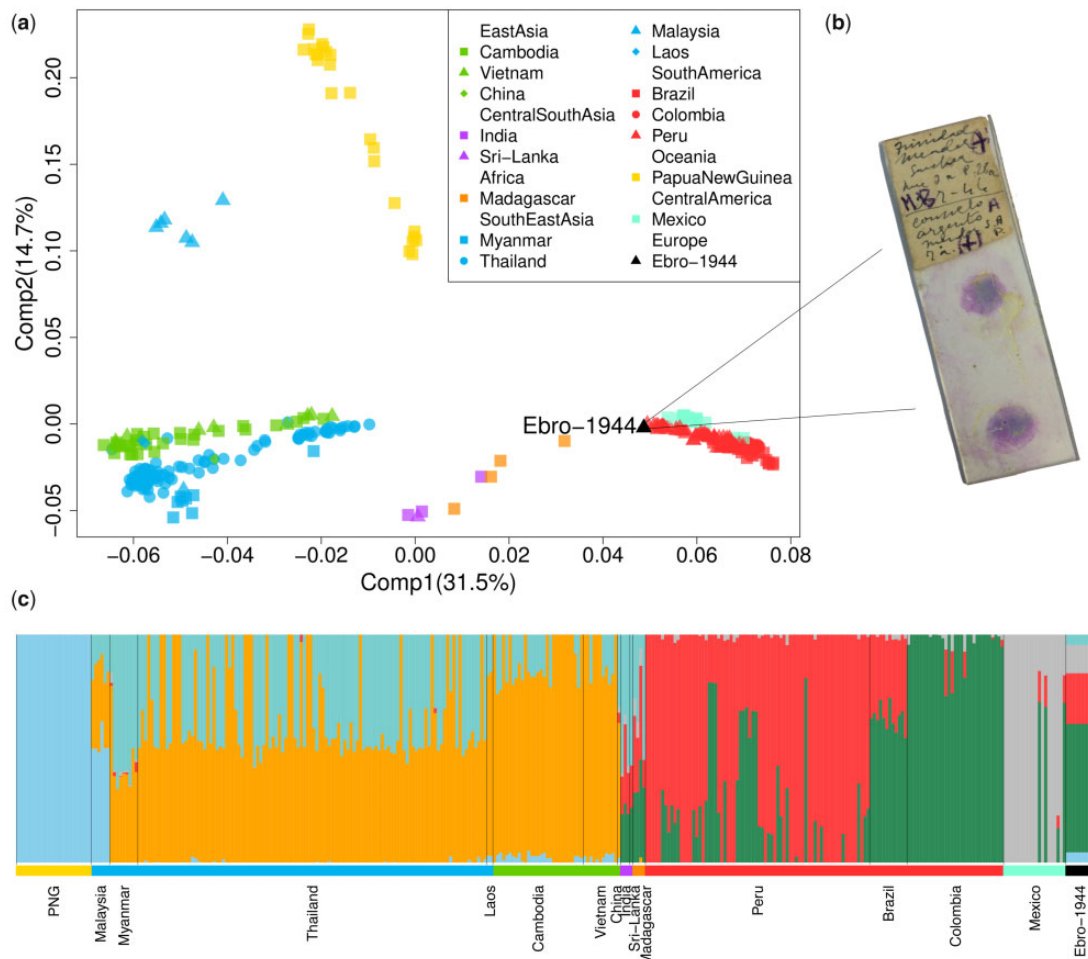 (a)
0.20
0.15
0.10
0.05
0.00
−0.05
Comp2(14.7%)
−0.06 −0.04 −0.02 0.00 0.02 0.04 0.06 0.08
Comp1(31.5%)
EastAsia
Cambodia
Vietnam
China
CentralSouthAsia
India
Sri−Lanka
Africa
Madagascar
SouthEastAsia
Myanmar
Thailand
Malaysia
Laos
SouthAmerica
Brazil
Colombia
Peru
Oceania
PapuaNewGuinea
CentralAmerica
Mexico
Europe
Ebro−1944
Ebro−1944
(b)
(+)
(+)
(c)
PNG
Malaysia
Myanmar
Thailand
Laos
Cambodia
Vietnam
China
India
Sri−Lanka
Madagascar
Peru
Brazil
Colombia
Mexico
Ebro−1944